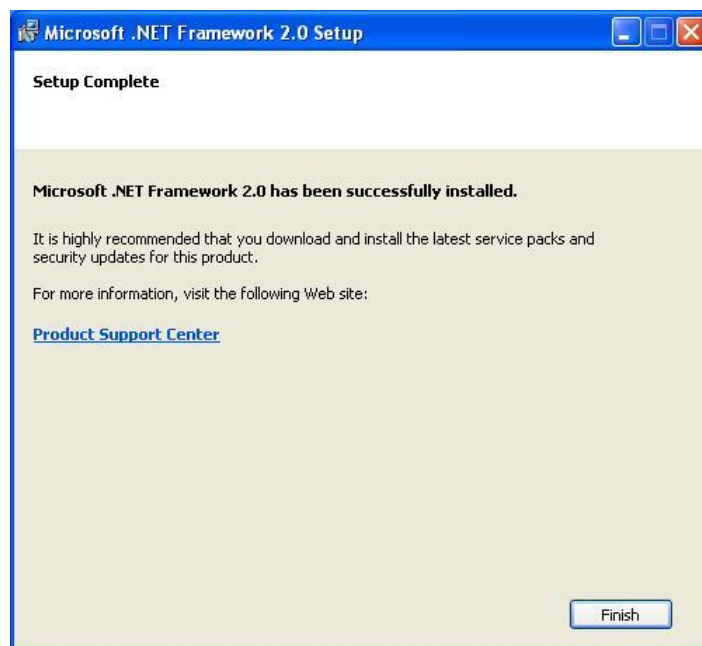 Microsoft .NET Framework 2.0 Setup
Setup Complete
Microsoft .NET Framework 2.0 has been successfully installed.
It is highly recommended that you download and install the latest service packs and
security updates for this product.
For more information, visit the following Web site:
Product Support Center
Finish